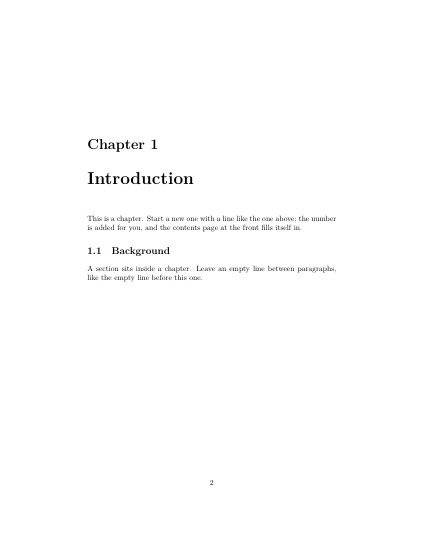 Chapter 1
Introduction
This is a chapter. Start a new one with a line like the one above; the number
is added for you, and the contents page at the front fills itself in.
1.1 Background
A section sits inside a chapter. Leave an empty line between paragraphs,
like the empty line before this one.
2